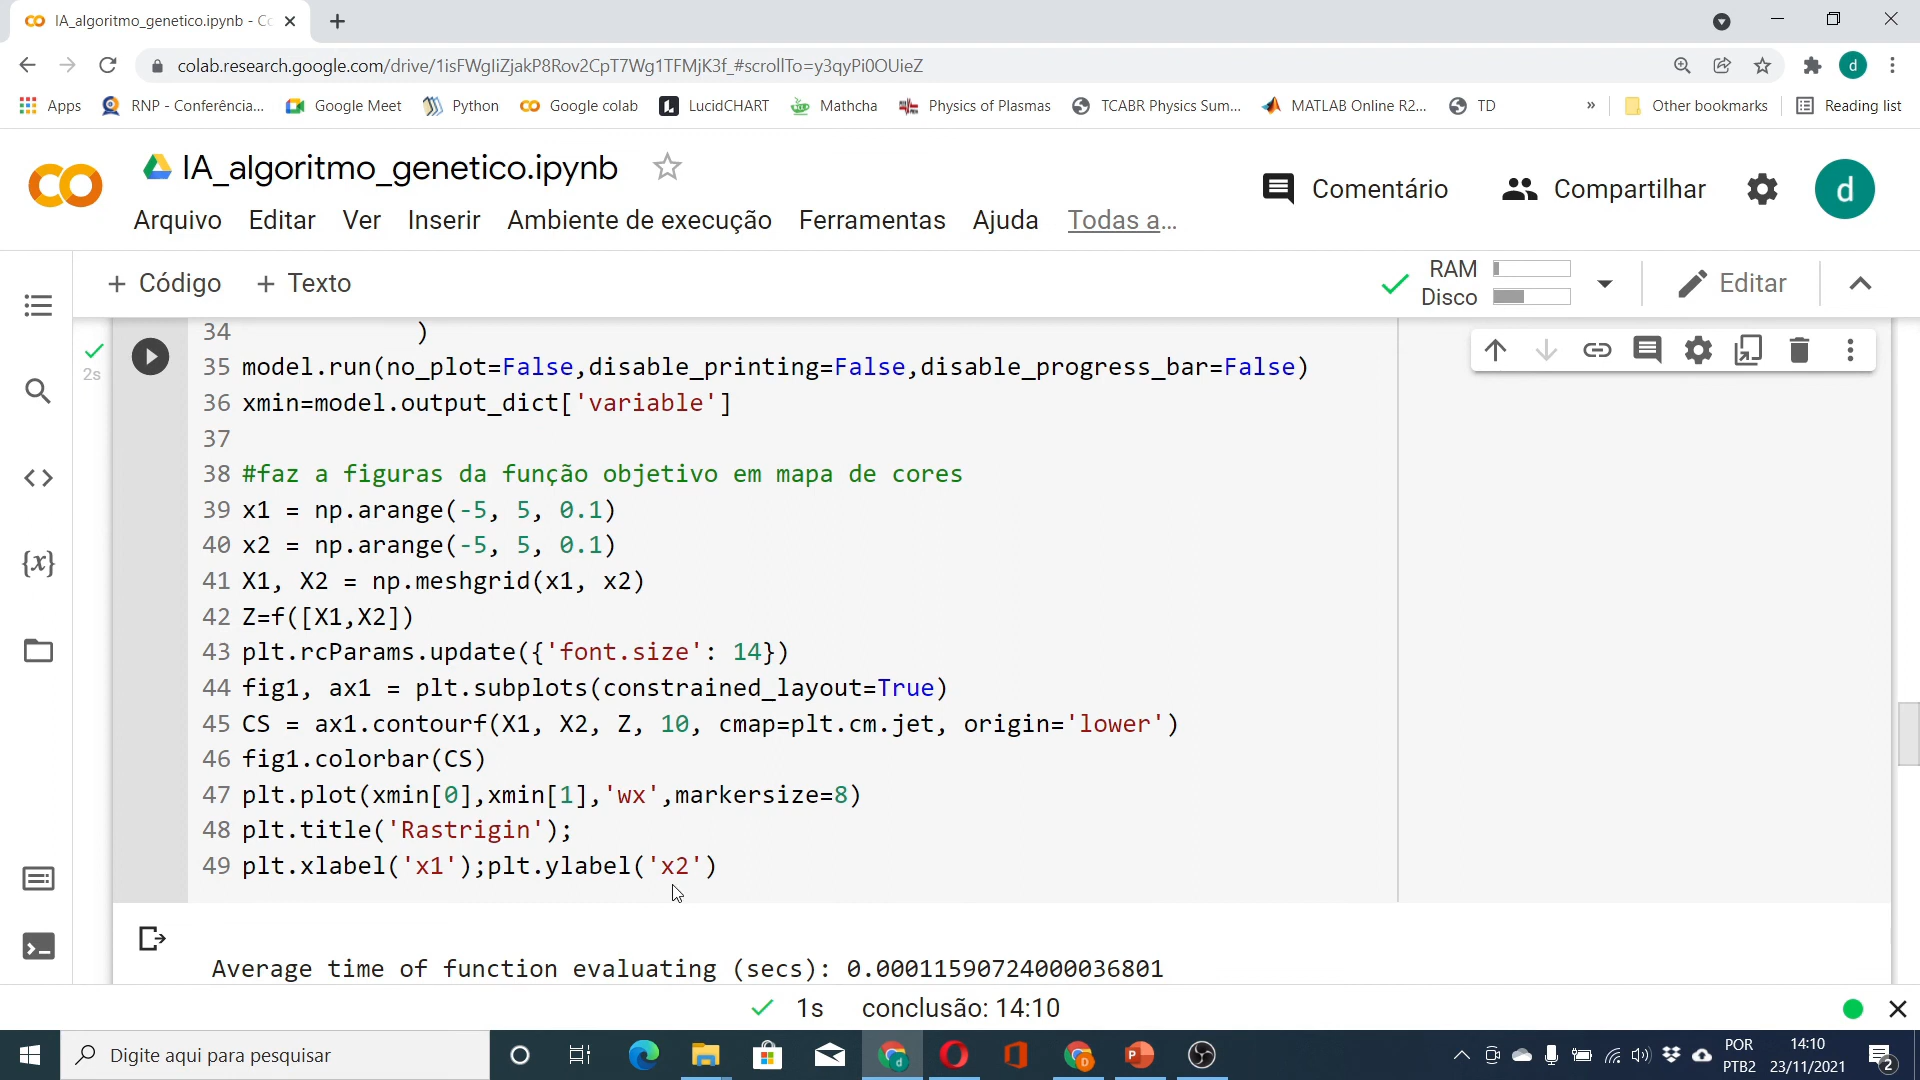 IA_algoritmo_genetico.ipynb - Co
colab.research.google.com/drive/1isFWgIiZjakP8Rov2CpT7Wg1TFMjK3f_#scrollTo=y3qyPi0OUieZ
d
Apps RNP - Conferência... Google Meet Python Google colab LucidCHART Mathcha Physics of Plasmas TCABR Physics Sum... MATLAB Online R2... TD » Other bookmarks Reading list
IA_algoritmo_genetico.ipynb
Comentário Compartilhar d
Arquivo Editar Ver Inserir Ambiente de execução Ferramentas Ajuda Todas a...
+ Código + Texto
RAM
Disco
Editar
2s
34 )
35 model.run(no_plot=False,disable_printing=False,disable_progress_bar=False)
36 xmin=model.output_dict['variable']
37
38 #faz a figuras da função objetivo em mapa de cores
39 x1 = np.arange(-5, 5, 0.1)
40 x2 = np.arange(-5, 5, 0.1)
41 X1, X2 = np.meshgrid(x1, x2)
42 Z=f([X1,X2])
43 plt.rcParams.update({'font.size': 14})
44 fig1, ax1 = plt.subplots(constrained_layout=True)
45 CS = ax1.contourf(X1, X2, Z, 10, cmap=plt.cm.jet, origin='lower')
46 fig1.colorbar(CS)
47 plt.plot(xmin[0],xmin[1],'wx',markersize=8)
48 plt.title('Rastrigin');
49 plt.xlabel('x1');plt.ylabel('x2')
{x}
Average time of function evaluating (secs): 0.00011590724000036801
1s conclusão: 14:10
Digite aqui para pesquisar
POR
PTB2
14:10
23/11/2021
2